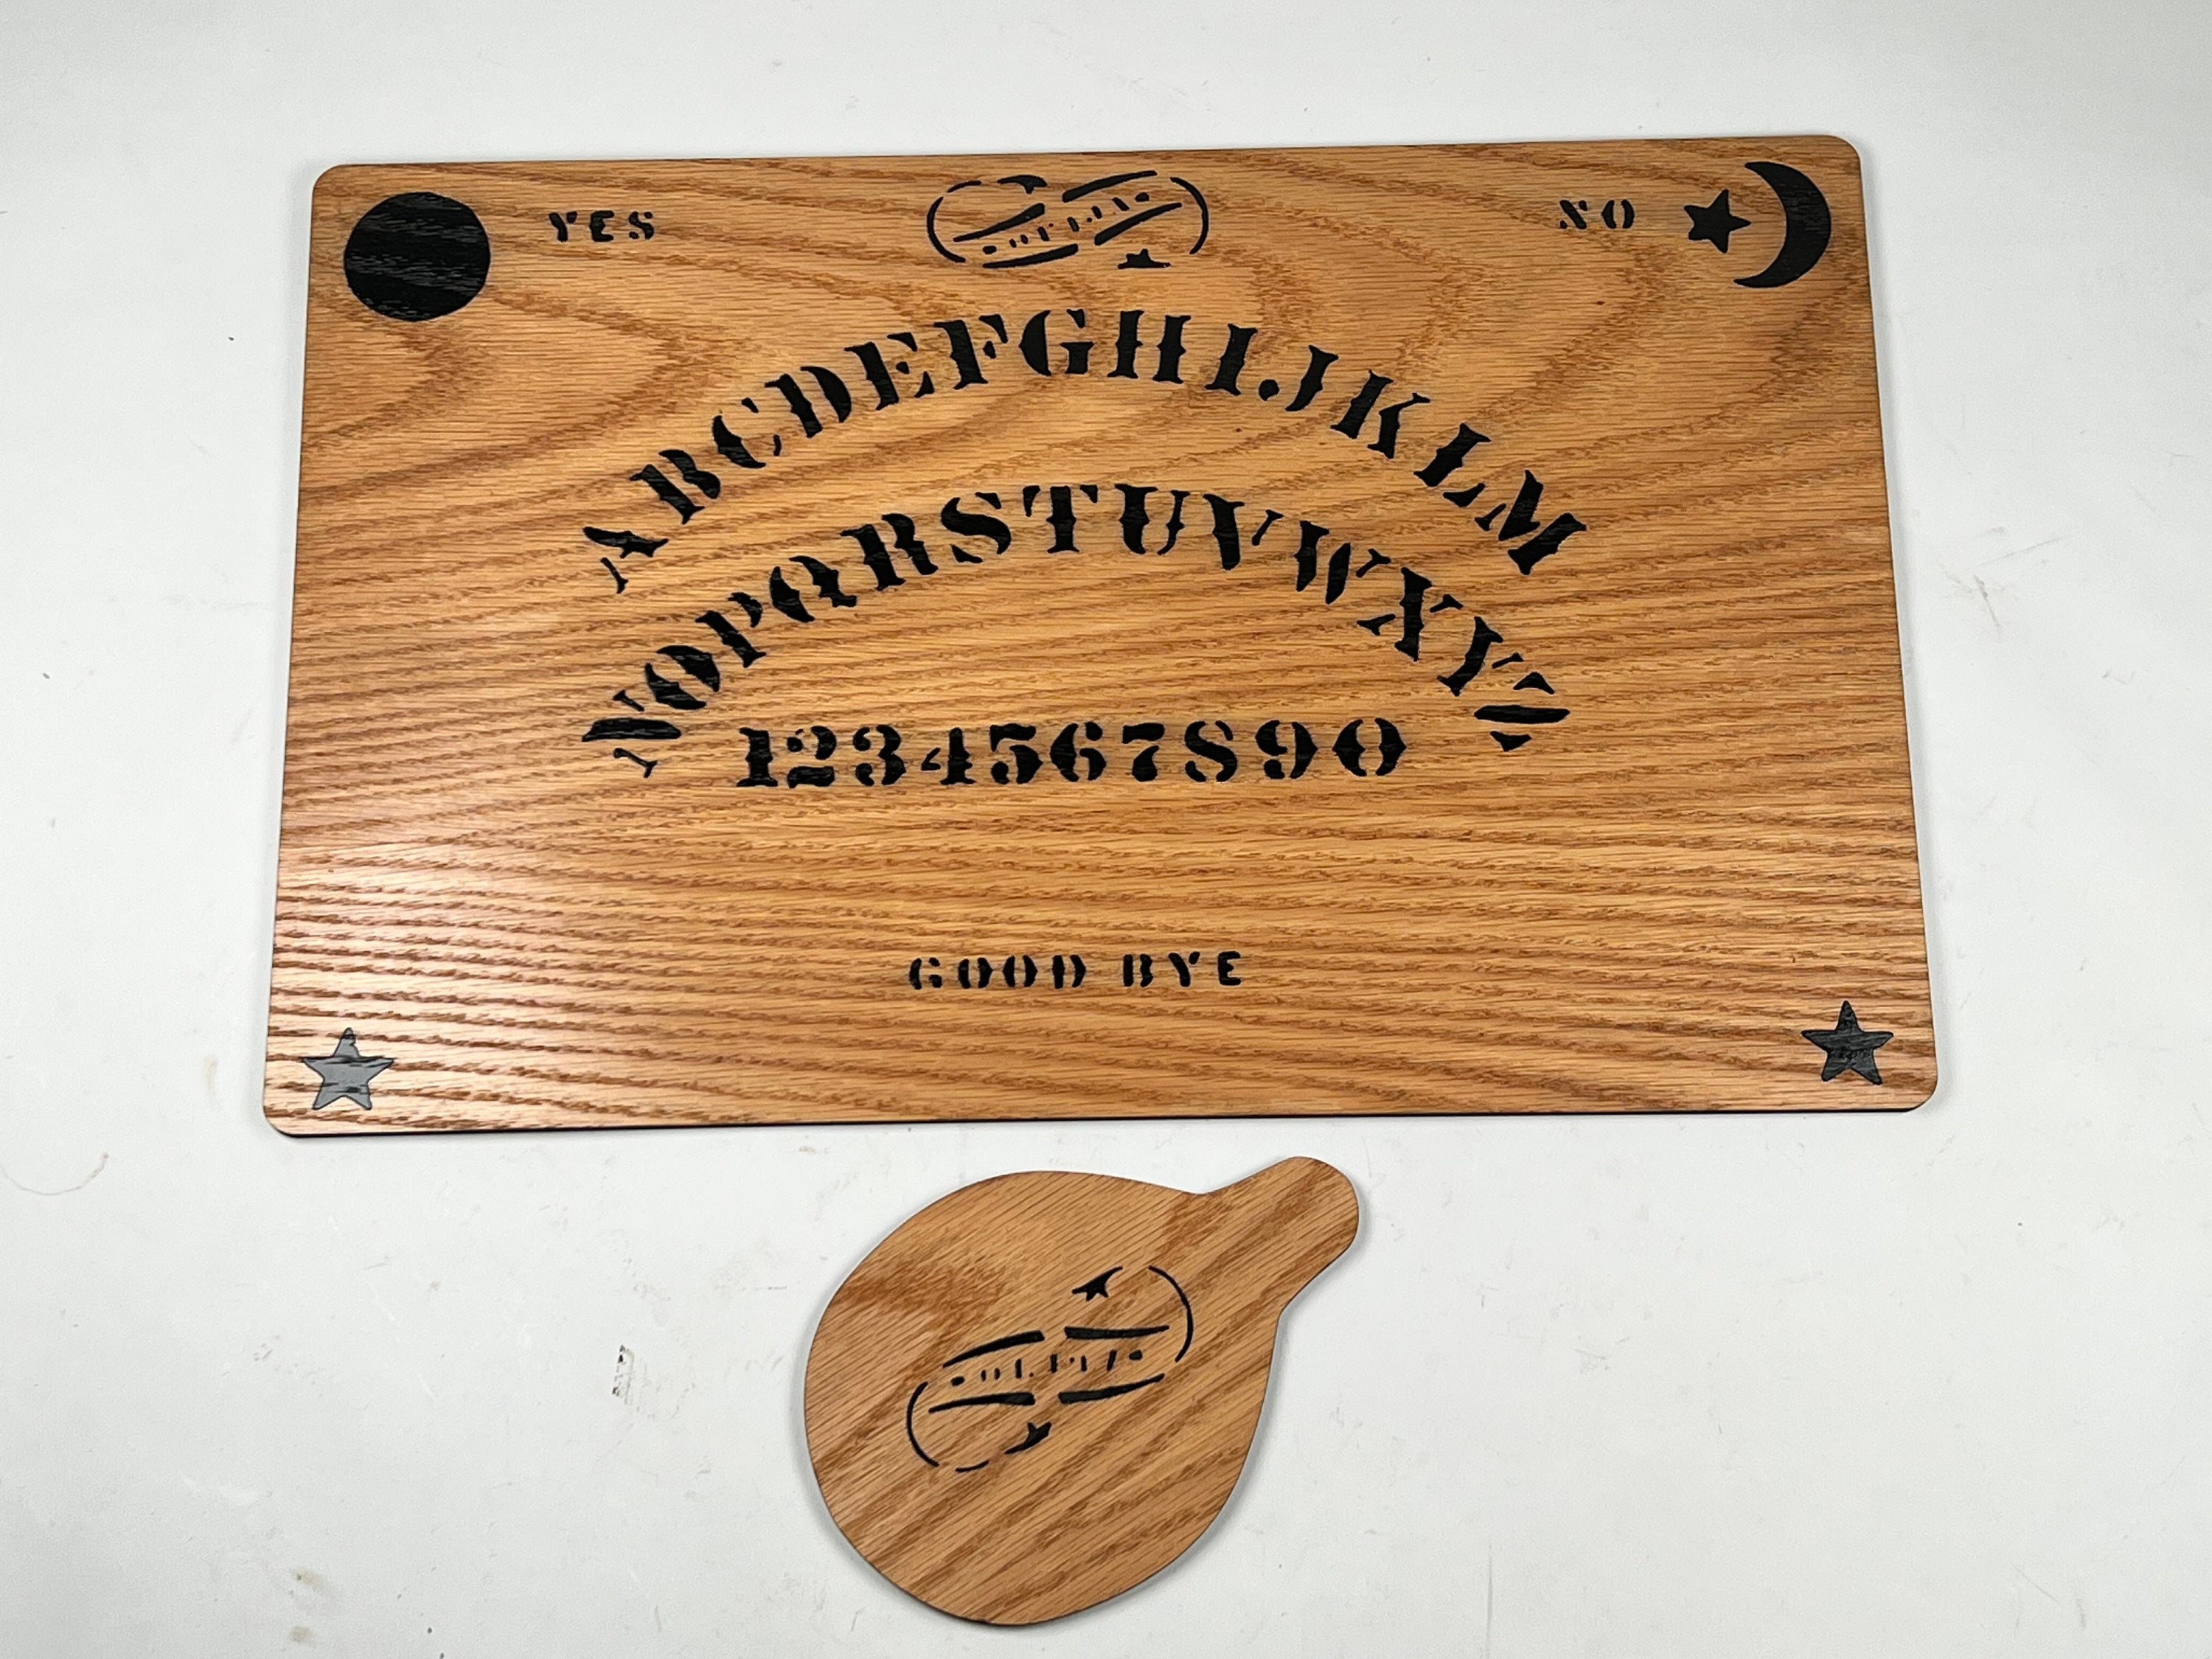 YES
NO
ABCDEFGHIJKLM
NOPQRSTUVWXYZ
1234567890
GOOD BYE